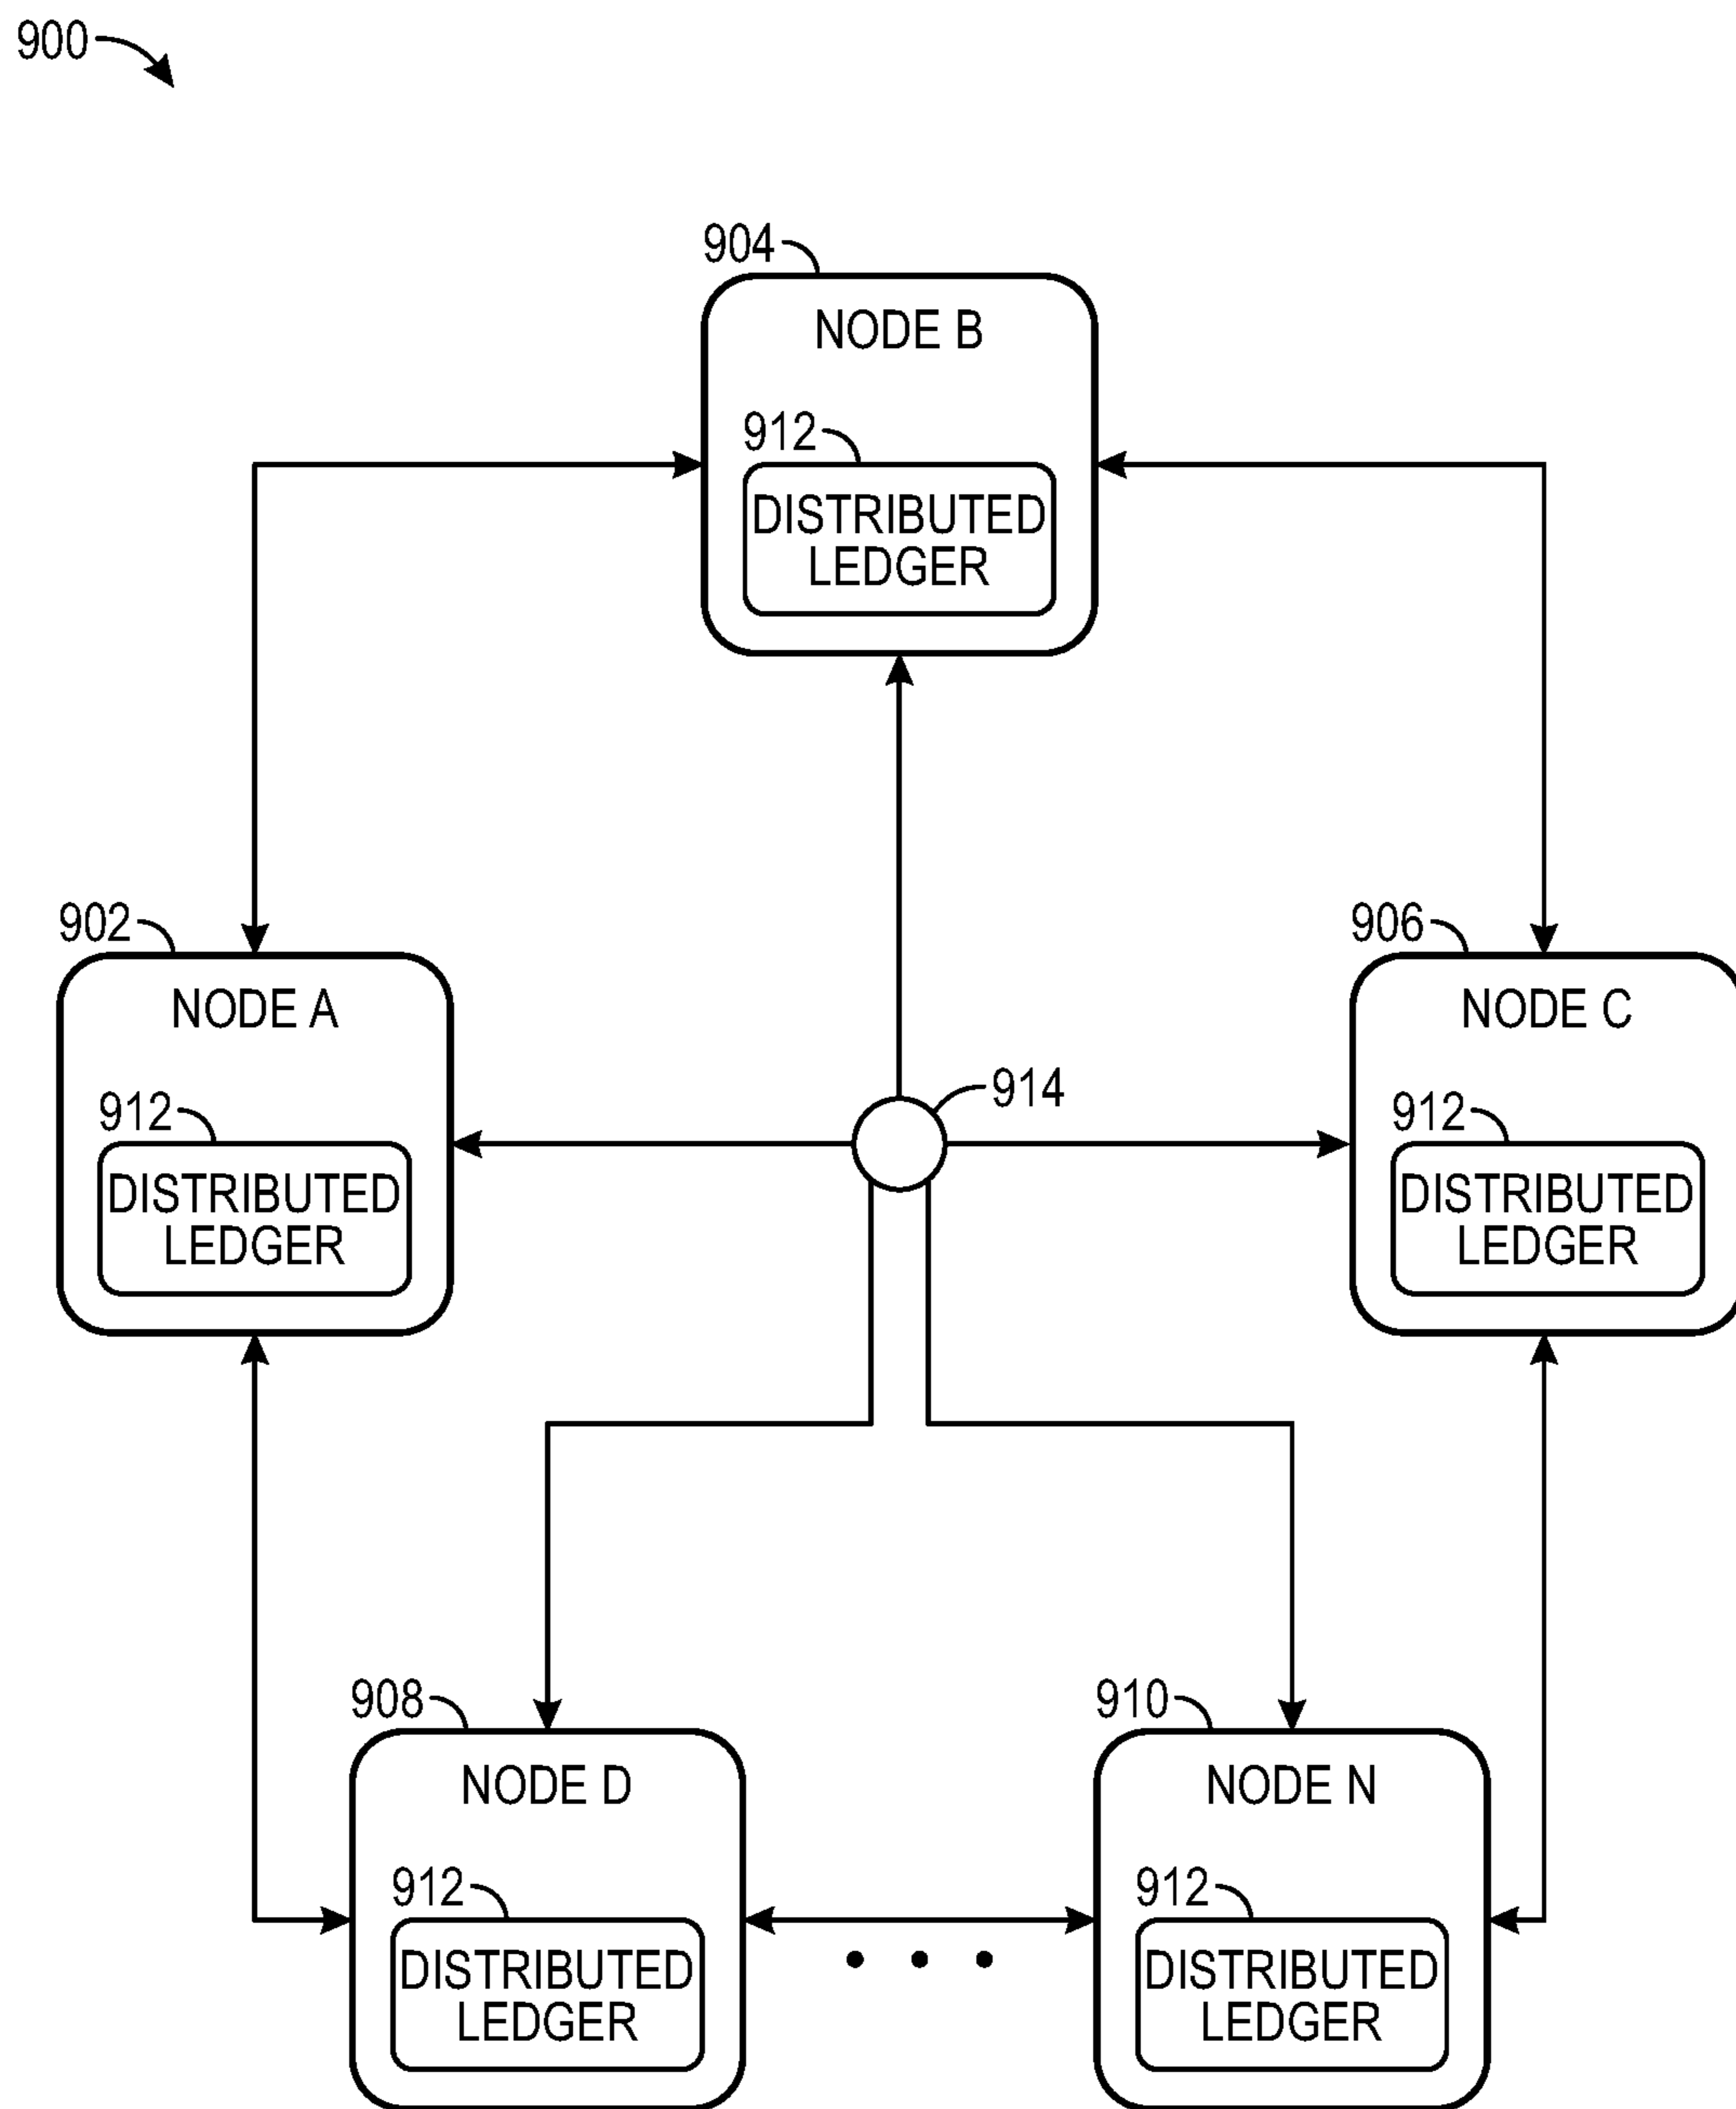 900
904
NODE B
912
DISTRIBUTED
LEDGER
902
NODE A
912
DISTRIBUTED
LEDGER
914
906
NODE C
912
DISTRIBUTED
LEDGER
908
NODE D
912
DISTRIBUTED
LEDGER
• • •
910
NODE N
912
DISTRIBUTED
LEDGER